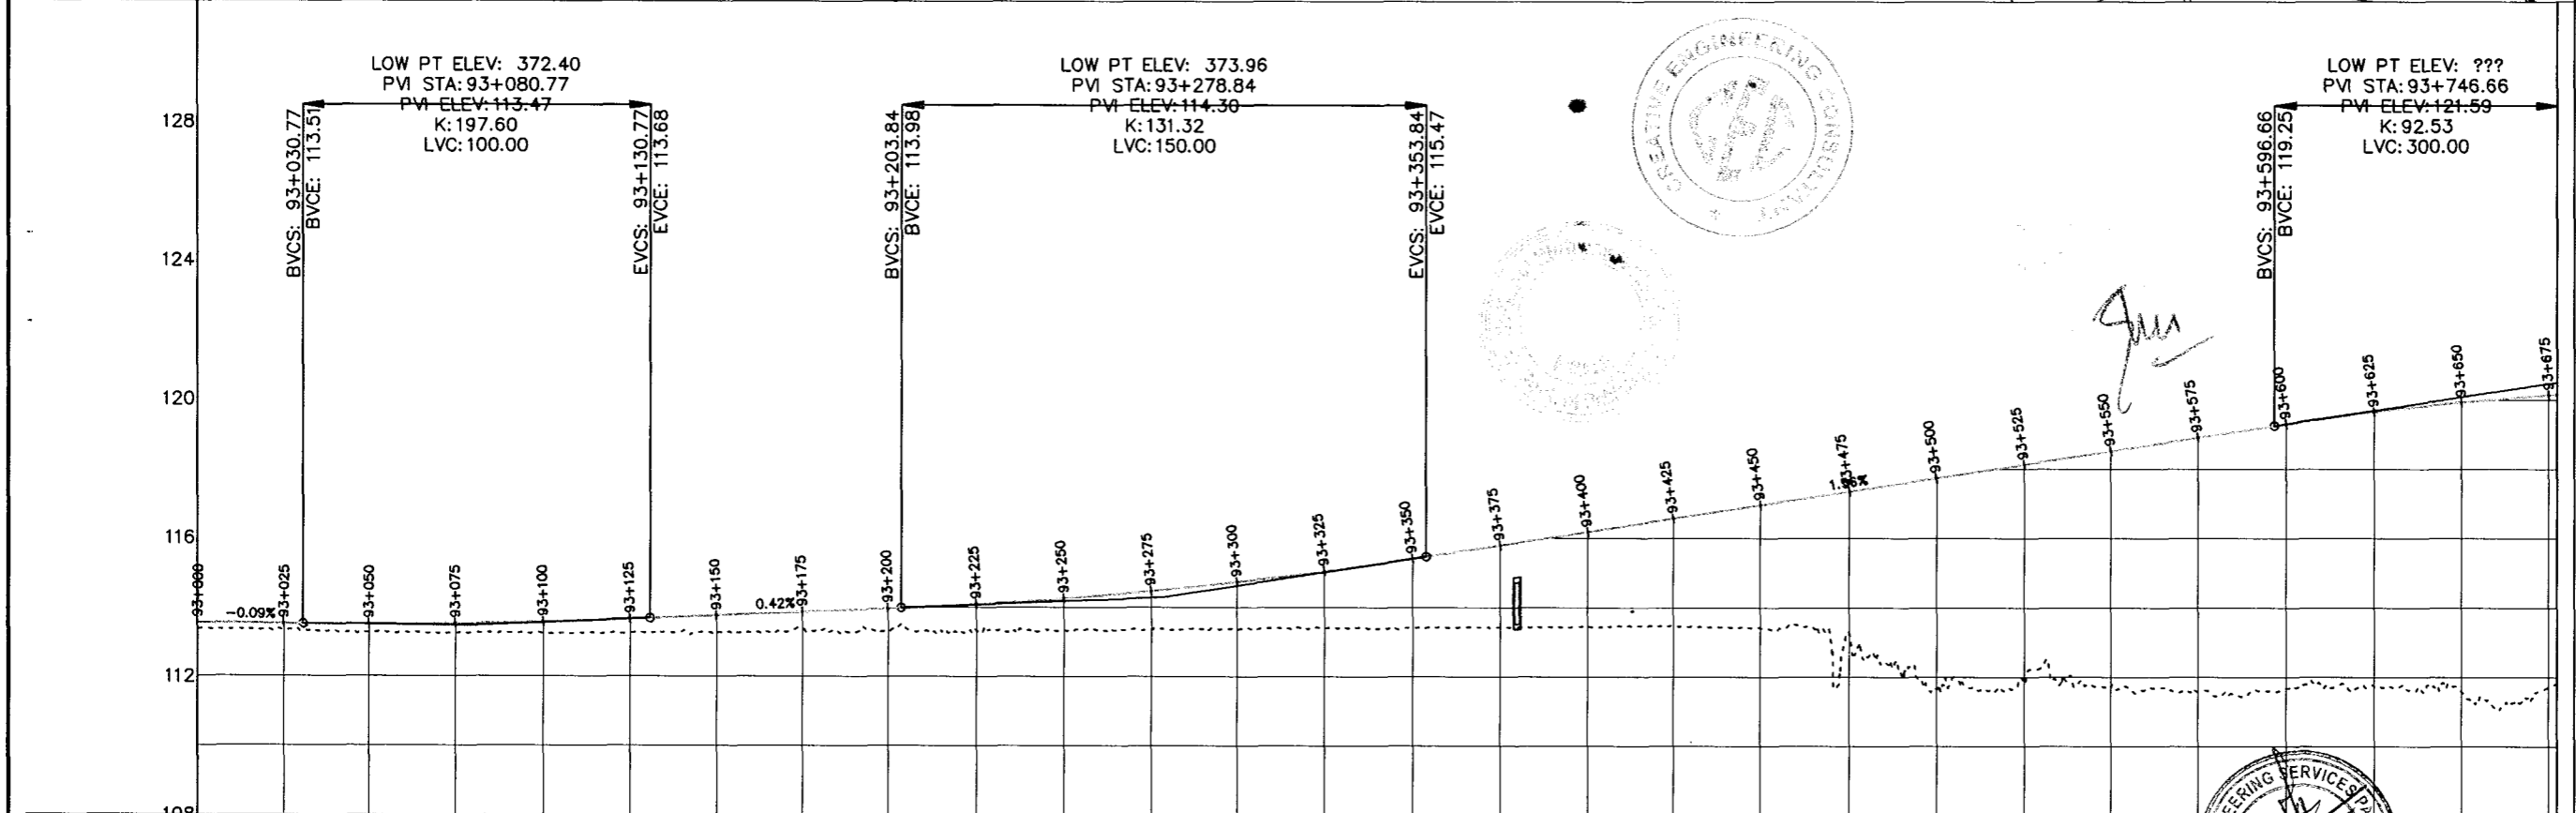 LOW PT ELEV: 372.40
PVI STA: 93+080.77
PVI ELEV: 113.47
K: 197.60
LVC: 100.00
BVCS: 93+030.77
BVCE: 113.51
EVCS: 93+130.77
EVCE: 113.68
LOW PT ELEV: 373.96
PVI STA: 93+278.84
PVI ELEV: 114.30
K: 131.32
LVC: 150.00
BVCS: 93+203.84
BVCE: 113.98
EVCS: 93+353.84
EVCE: 115.47
CREATIVE ENGINEERING CONSULTANT
LOW PT ELEV: ???
PVI STA: 93+746.66
PVI ELEV: 121.59
K: 92.53
LVC: 300.00
BVCS: 93+596.66
BVCE: 119.25
128
124
120
116
112
108
93+000
-0.09%
93+025
93+050
93+075
93+100
93+125
93+150
0.42%
93+175
93+200
93+225
93+250
93+275
93+300
93+325
93+350
93+375
93+400
93+425
93+450
93+475
93+500
93+525
93+550
93+575
93+600
93+625
93+650
93+675
SERVICES